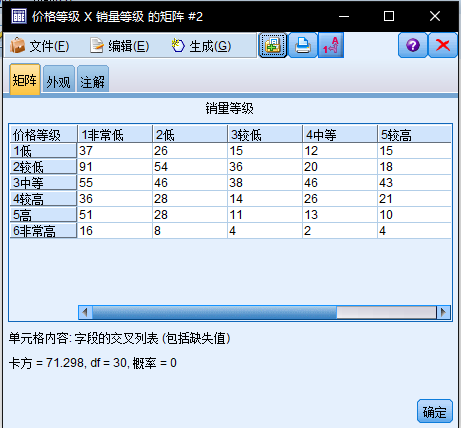 价格等级 X 销量等级 的矩阵 #2
文件(F) 编辑(E) 生成(G)
矩阵 外观 注解
销量等级
价格等级 1非常低 2低 3较低 4中等 5较高
1低 37 26 15 12 15
2较低 91 54 36 20 18
3中等 55 46 38 46 43
4较高 36 28 14 26 21
5高 51 28 11 13 10
6非常高 16 8 4 2 4
单元格内容: 字段的交叉列表 (包括缺失值)
卡方 = 71.298, df = 30, 概率 = 0
确定